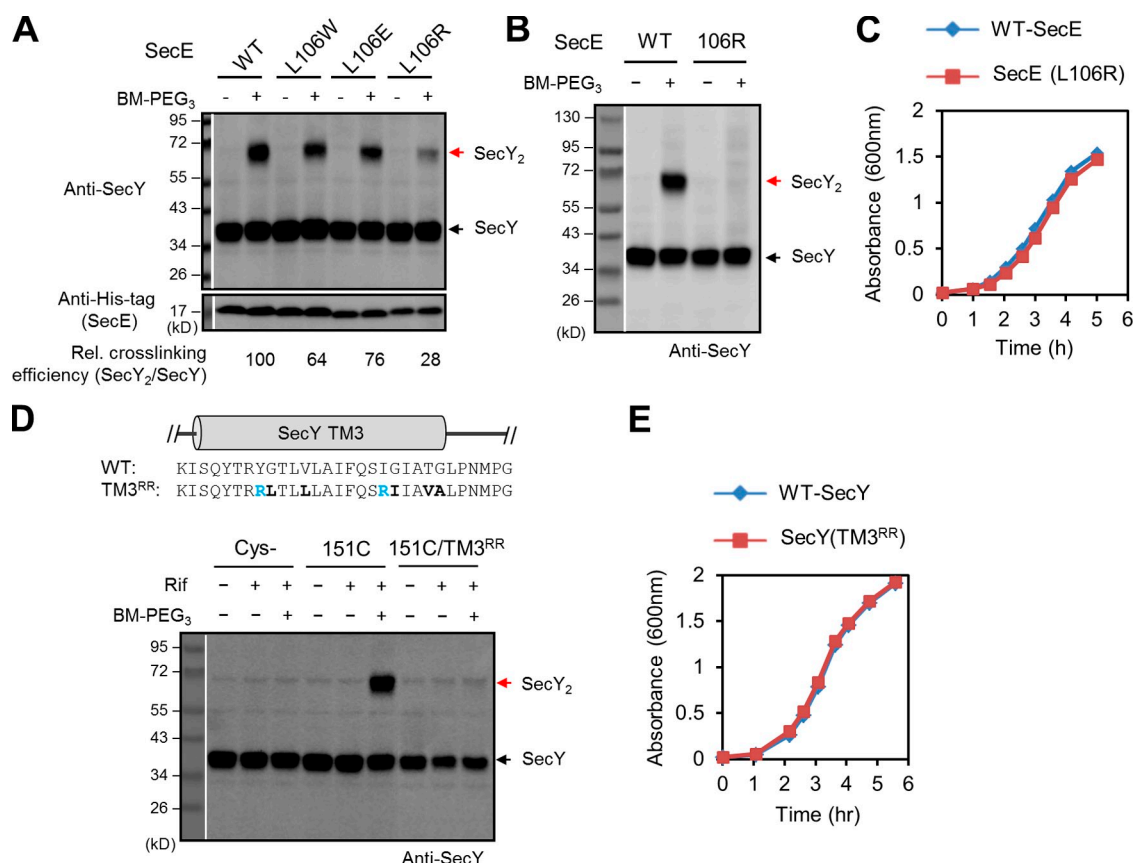 A
SecE
WT
L106W
L106E
L106R
BM-PEG3
- + - + - + - +
95
72
55
43
34
26
Anti-SecY
SecY2
SecY
Anti-His-tag
(SecE)
17
(kD)
Rel. crosslinking
efficiency (SecY2/SecY)
100 64 76 28
B
SecE WT 106R
BM-PEG3 − + − +
130
95
72
55
43
34
26
(kD)
SecY2
SecY
Anti-SecY
C
WT-SecE
SecE (L106R)
Absorbance (600nm)
1.5
1
0.5
0
0 1 2 3 4 5 6
Time (h)
D
SecY TM3
WT: KISQYTRYGTLVLAIFQSIGIATGLPNMPG
TM3RR: KISQYTRRLTLLLAIFQSRIIAVALPNMPG
Cys- 151C 151C/TM3RR
Rif − + + − + + − + +
BM-PEG3 − − + − − + − − +
95
72
55
43
34
26
(kD)
SecY2
SecY
Anti-SecY
E
WT-SecY
SecY(TM3RR)
Absorbance (600nm)
2
1.5
1
0.5
0
0 1 2 3 4 5 6
Time (hr)